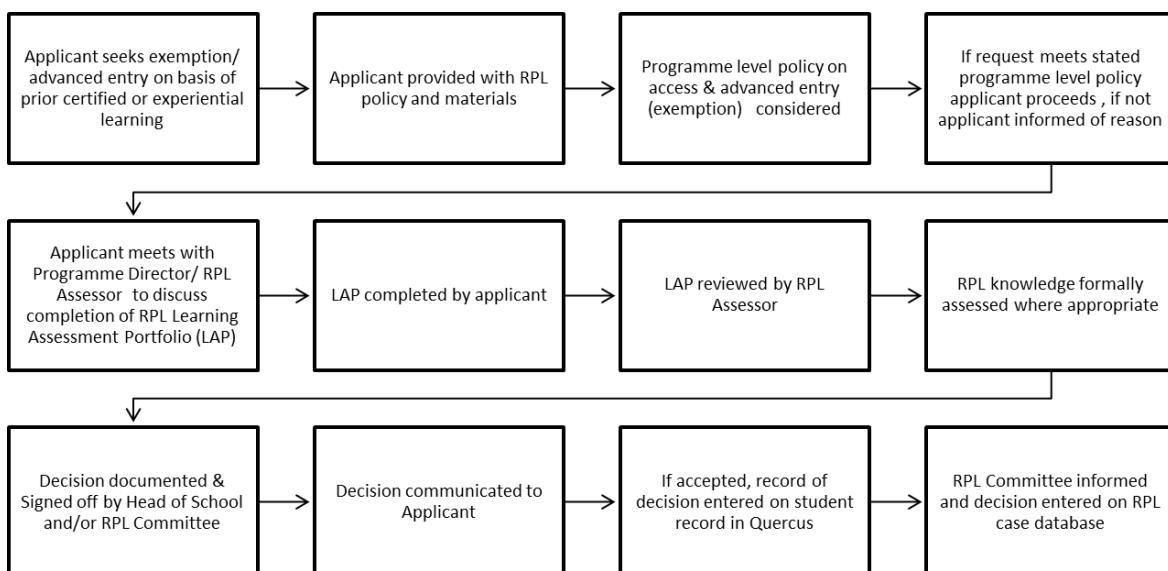 Applicant seeks exemption/
advanced entry on basis of
prior certified or experiential
learning
Applicant provided with RPL
policy and materials
Programme level policy on
access & advanced entry
(exemption) considered
If request meets stated
programme level policy
applicant proceeds , if not
applicant informed of reason
Applicant meets with
Programme Director/ RPL
Assessor to discuss
completion of RPL Learning
Assessment Portfolio (LAP)
LAP completed by applicant
LAP reviewed by RPL
Assessor
RPL knowledge formally
assessed where appropriate
Decision documented &
Signed off by Head of School
and/or RPL Committee
Decision communicated to
Applicant
If accepted, record of
decision entered on student
record in Quercus
RPL Committee informed
and decision entered on RPL
case database